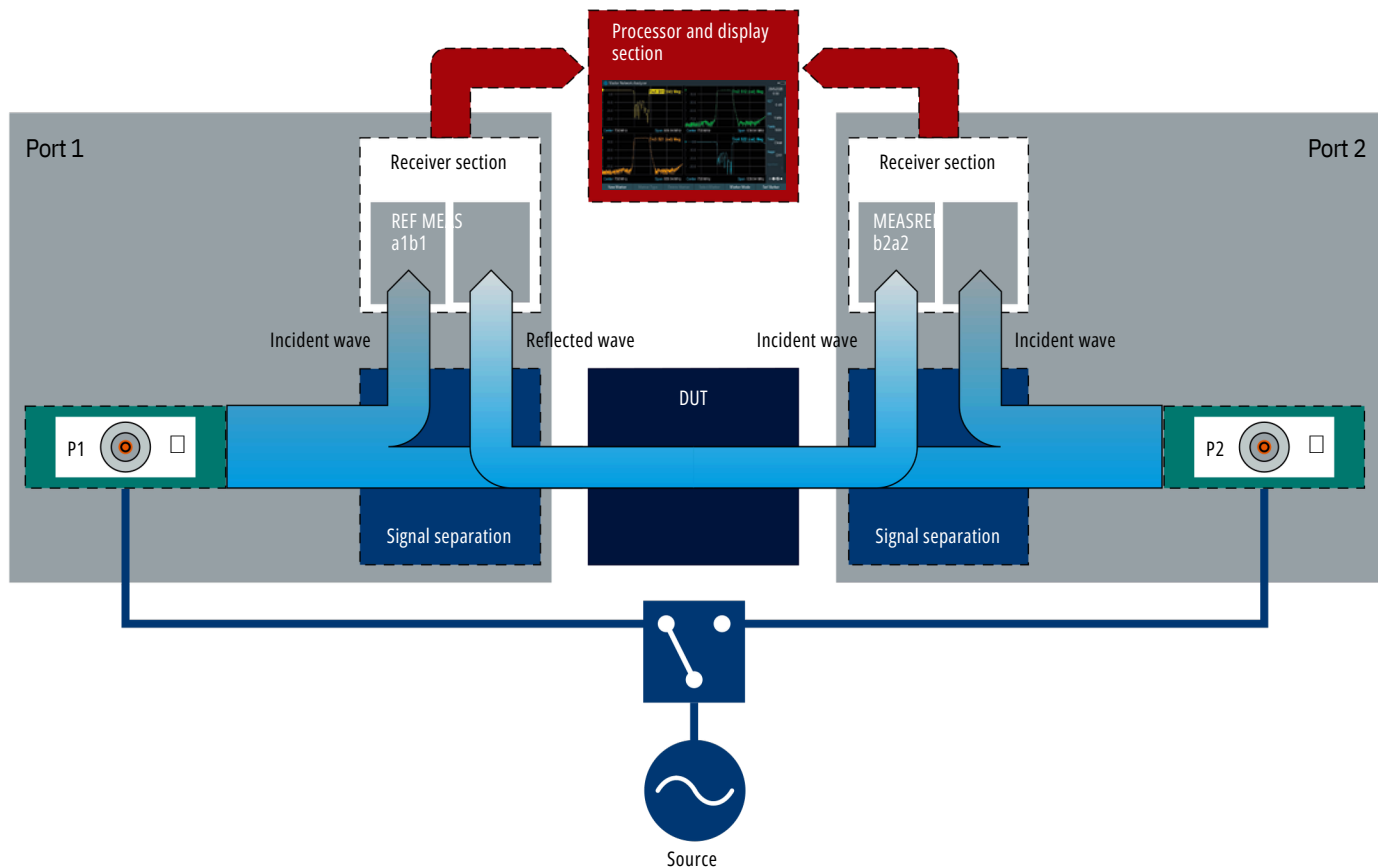 Processor and display
section
Port 1
Port 2
Receiver section
Receiver section
REF MEAS
a1b1
MEASREF
b2a2
Incident wave
Reflected wave
Incident wave
Incident wave
DUT
P1
P2
Signal separation
Signal separation
Source